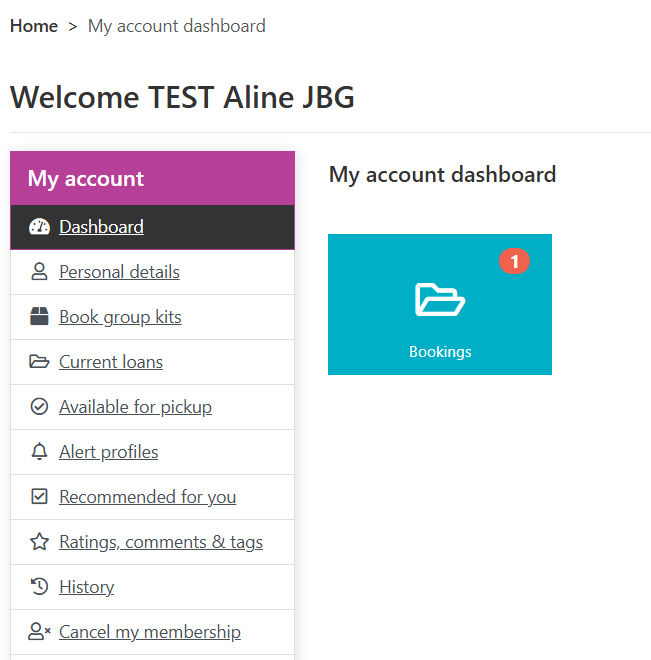 Home > My account dashboard
Welcome TEST Aline JBG
My account
Dashboard
Personal details
Book group kits
Current loans
Available for pickup
Alert profiles
Recommended for you
Ratings, comments & tags
History
Cancel my membership
My account dashboard
1
Bookings